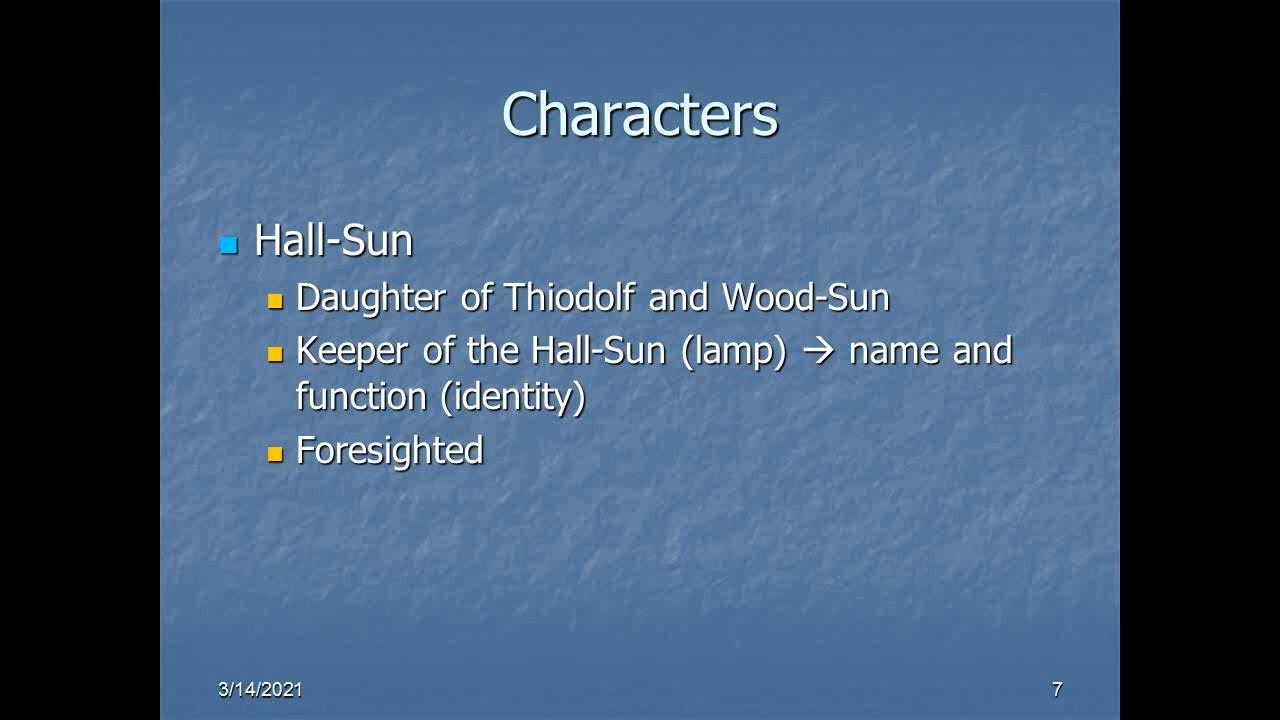 Characters
Hall-Sun
Daughter of Thiodolf and Wood-Sun
Keeper of the Hall-Sun (lamp) → name and
function (identity)
Foresighted
3/14/2021
7